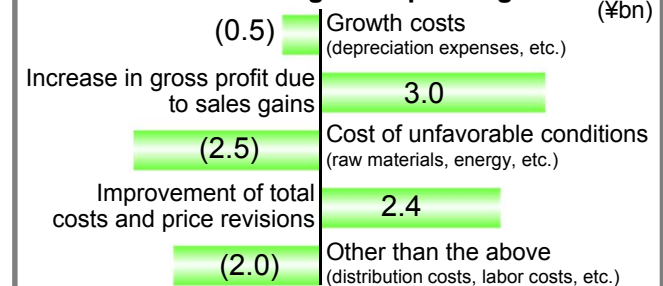 (¥bn)
(0.5) Growth costs
(depreciation expenses, etc.)
Increase in gross profit due
to sales gains
3.0
(2.5)
Cost of unfavorable conditions
(raw materials, energy, etc.)
Improvement of total
costs and price revisions
2.4
(2.0)
Other than the above
(distribution costs, labor costs, etc.)